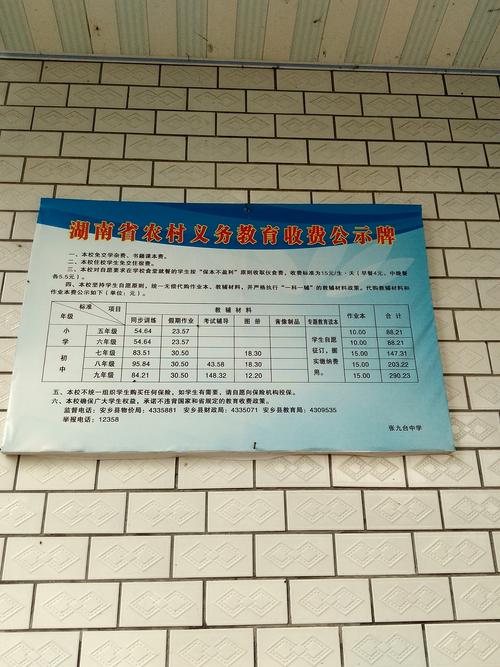 湖南省农村义务教育收费公示牌
一、本校免交学杂费、书籍课本费。
二、本校住校学生免交住宿费。
三、本校对自愿要求在学校食堂就餐的学生按“保本不盈利”原则收取伙食费，收费标准为15元/生·天（早餐4元，中晚餐
各5.5元）。
四、本校坚持学生自愿原则，统一无偿代购作业本、教辅材料，并严格执行“一科一辅”的教辅材料政策。代购教辅材料和
作业本费公示如下（单位：元）。
标准 项目 年级 教辅材料 作业本 合计
同步训练 假期作业 考试辅导 图册 音像制品 专题教育读本
小学 五年级 54.64 23.57 10.00 88.21
六年级 54.64 23.57 10.00 88.21
初中 七年级 83.51 30.50 18.30 15.00 147.31
八年级 95.84 30.50 43.58 18.30 15.00 203.22
九年级 84.21 30.50 148.32 12.20 15.00 290.23
学生自愿
征订，据
实缴纳费
用。
五、本校不统一组织学生购买任何保险，如学生有需要，请自愿向保险机构投保。
六、本校确保广大学生权益，承诺不违背国家和省规定的教育收费政策。
监督电话：安乡县物价局：4335881 安乡县财政局：4335071 安乡县教育局：4309535
举报电话：12358
张九台中学